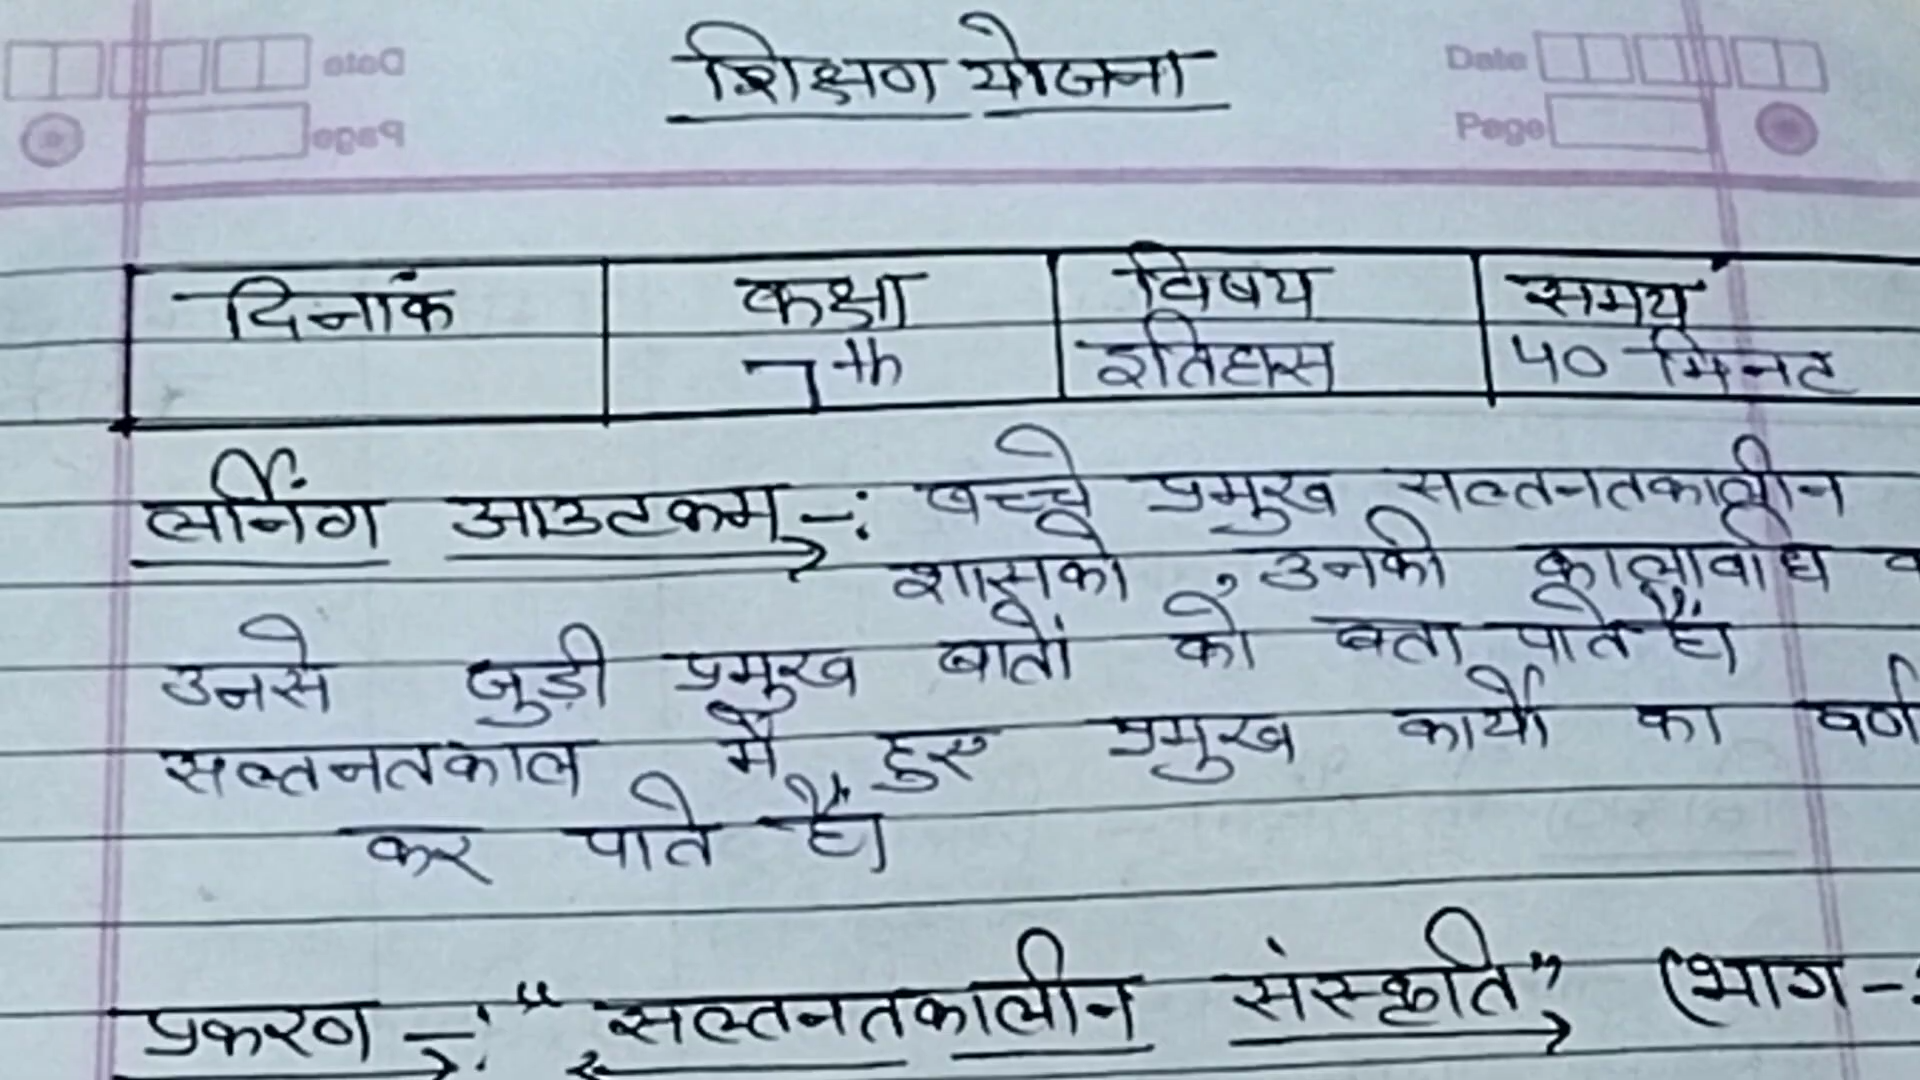 शिक्षण योजना
Date
Page
दिनांक कक्षा विषय समय
7th इतिहास 40 मिनट
लर्निंग आउटकम -: बच्चे प्रमुख सल्तनतकालीन
शासको , उनकी कालावधि
उनसे जुड़ी प्रमुख बातों को बता पाते हैं।
सल्तनतकाल में हुए प्रमुख कार्यों का
कर पाते हैं।
प्रकरण -: "सल्तनतकालीन संस्कृति" (भाग-